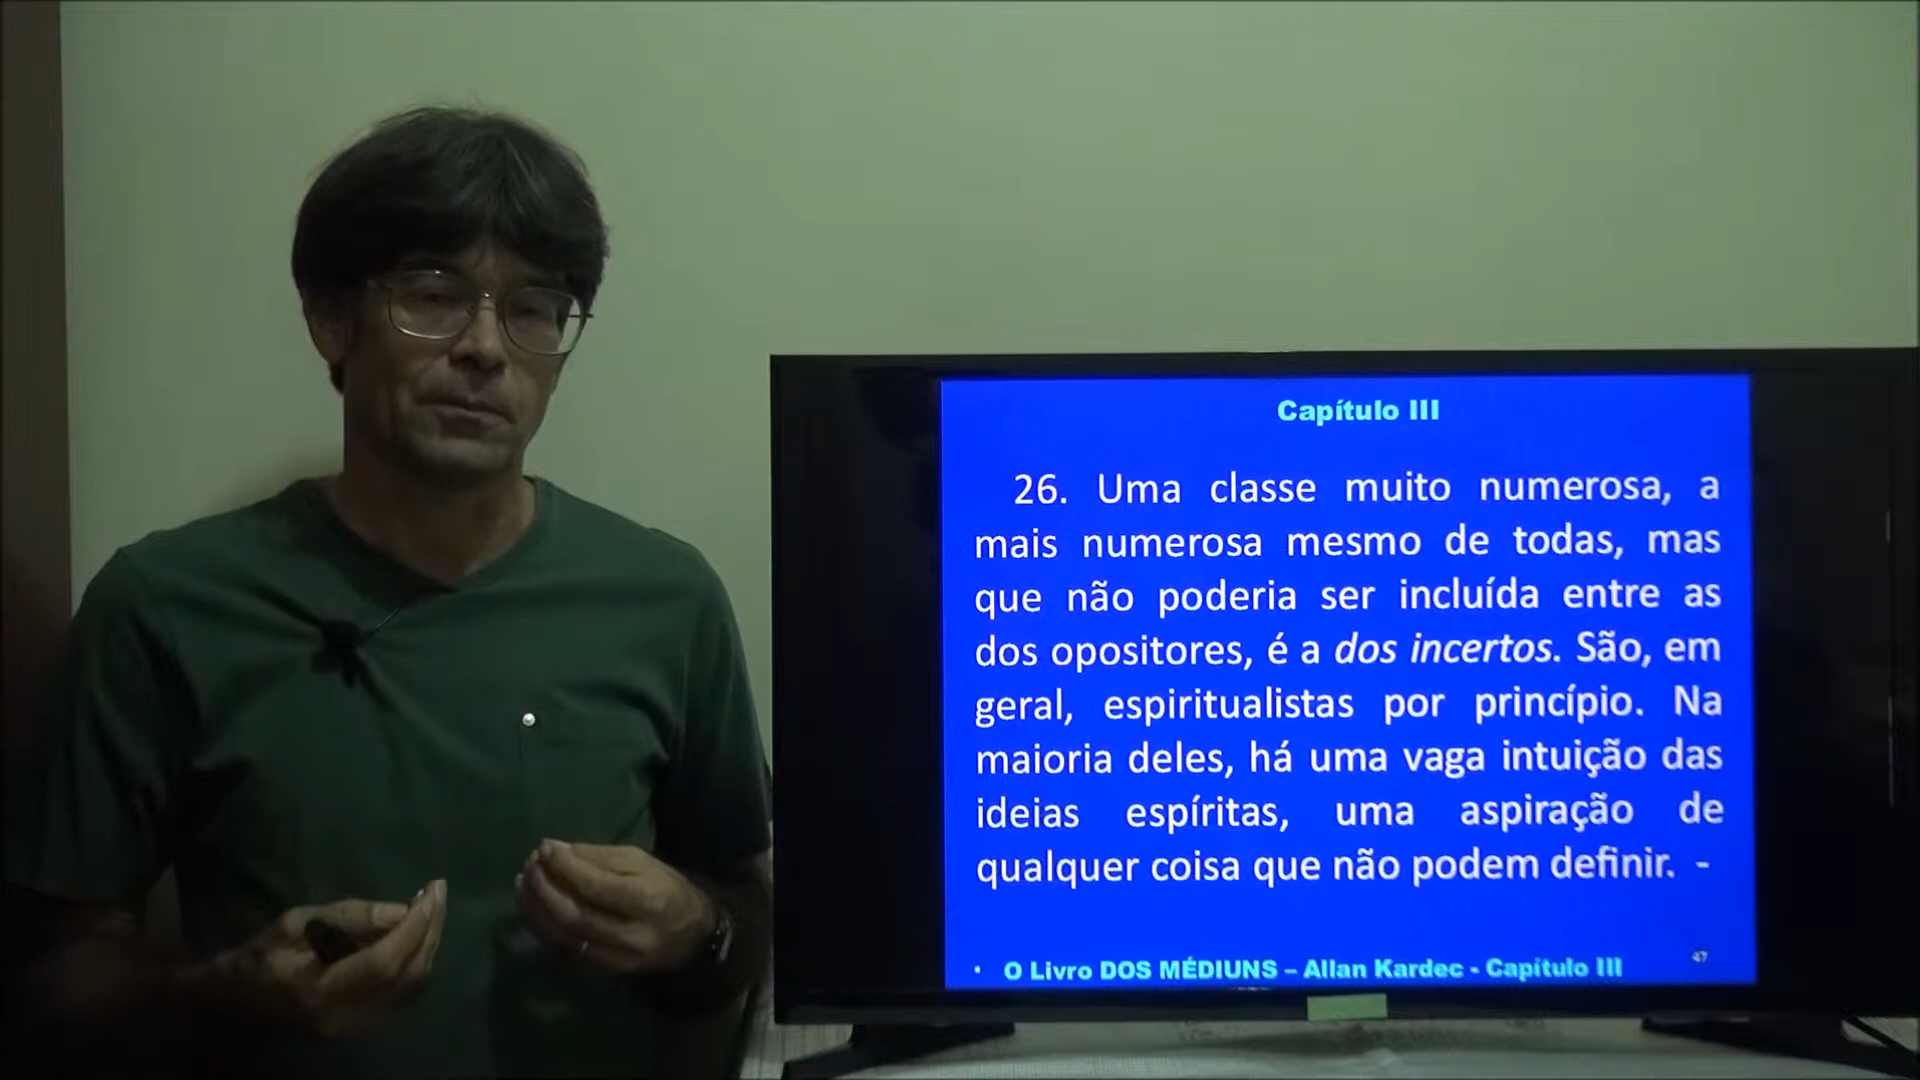 Capítulo III
26. Uma classe muito numerosa, a
mais numerosa mesmo de todas, mas
que não poderia ser incluída entre as
dos opositores, é a dos incertos. São, em
geral, espiritualistas por princípio. Na
maioria deles, há uma vaga intuição das
ideias espíritas, uma aspiração de
qualquer coisa que não podem definir. -
• O Livro DOS MÉDIUNS – Allan Kardec - Capítulo III
47